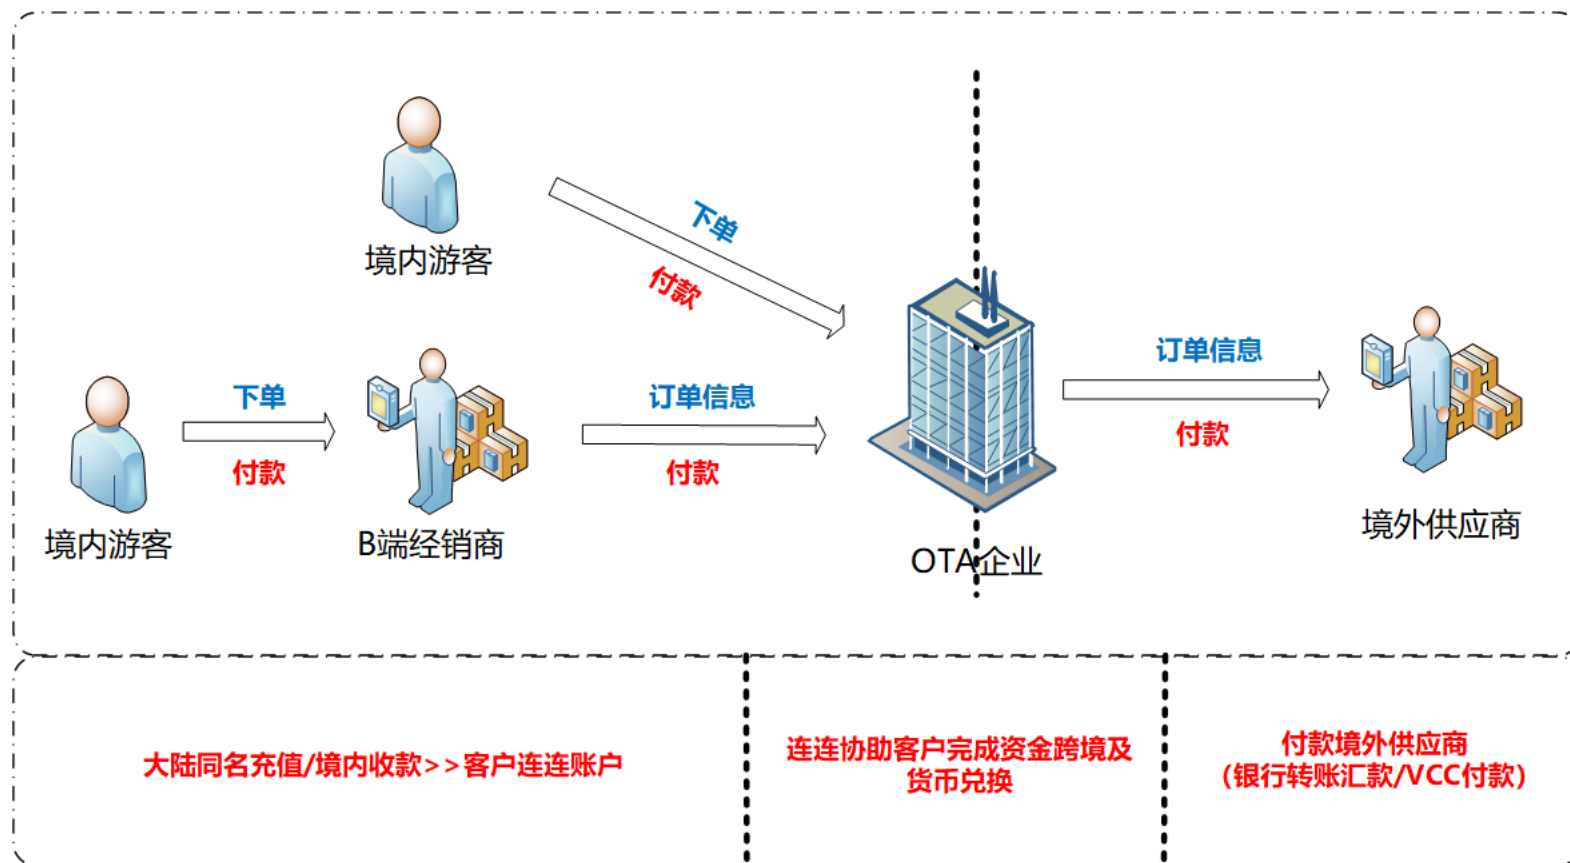 境内游客
下单
付款
境内游客
下单
付款
B端经销商
订单信息
付款
OTA企业
订单信息
付款
境外供应商
大陆同名充值/境内收款>>客户连连账户
连连协助客户完成资金跨境及
货币兑换
付款境外供应商
（银行转账汇款/VCC付款）